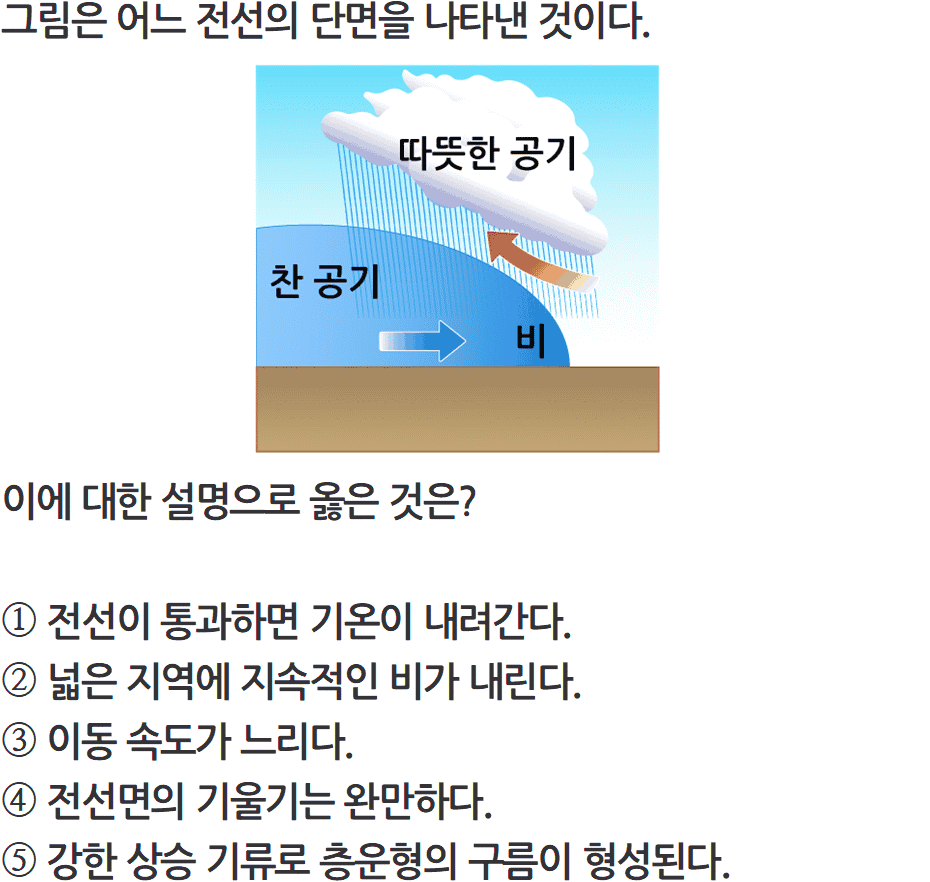 그림은 어느 전선의 단면을 나타낸 것이다.
따뜻한 공기
찬 공기
비
이에 대한 설명으로 옳은 것은?
① 전선이 통과하면 기온이 내려간다.
② 넓은 지역에 지속적인 비가 내린다.
③ 이동 속도가 느리다.
④ 전선면의 기울기는 완만하다.
⑤ 강한 상승 기류로 층운형의 구름이 형성된다.